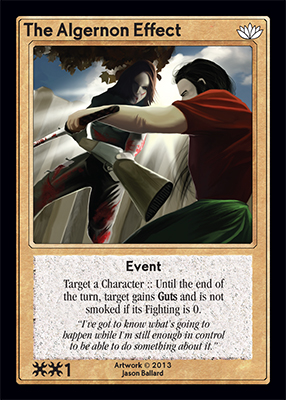 The Algernon Effect
Event
Target a Character :: Until the end of
the turn, target gains Guts and is not
smoked if its Fighting is 0.
"I've got to know what's going to
happen while I'm still enough in control
to be able to do something about it."
1
Artwork © 2013
Jason Ballard